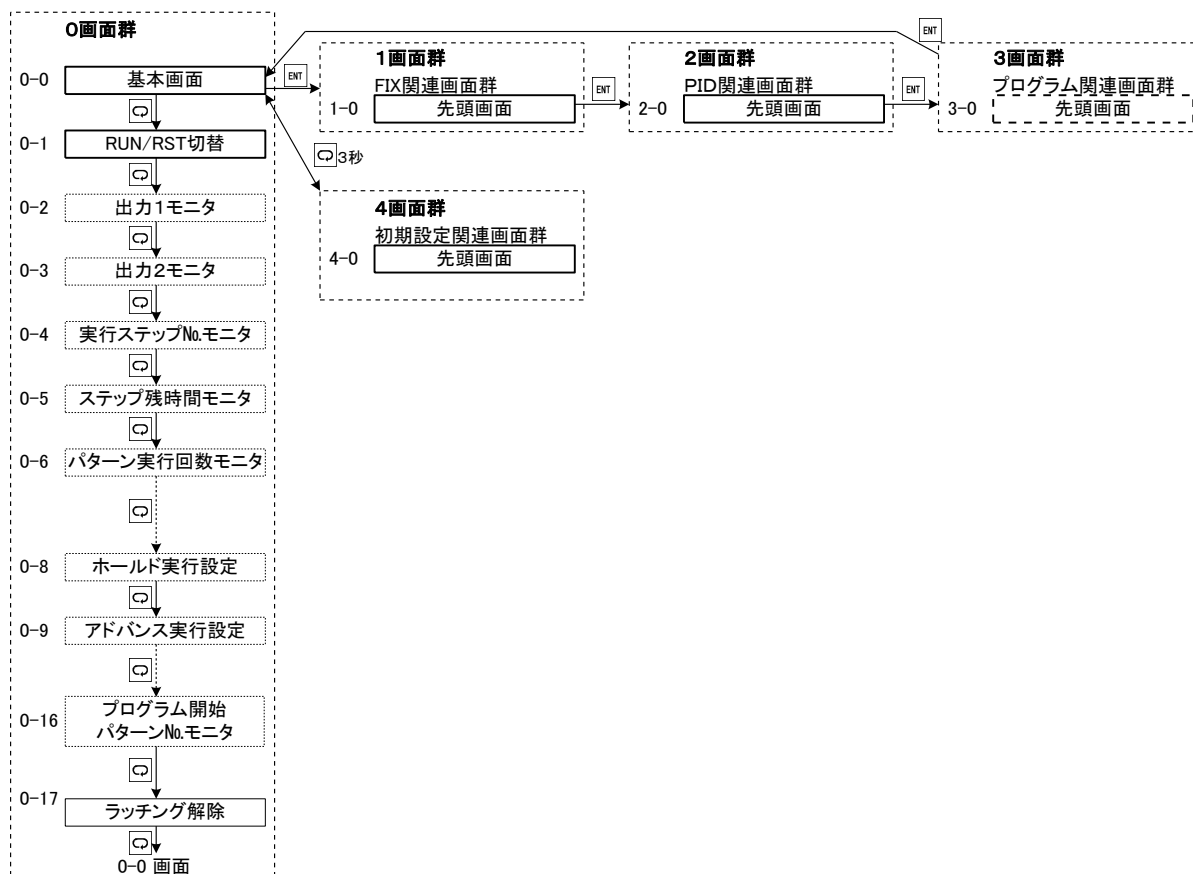 0画面群
ENT
0-0 基本画面
ENT
1画面群
FIX関連画面群
1-0 先頭画面
ENT
2画面群
PID関連画面群
2-0 先頭画面
ENT
3画面群
プログラム関連画面群
3-0 先頭画面
0-1 RUN/RST切替
3秒
4画面群
初期設定関連画面群
4-0 先頭画面
0-2 出力1モニタ
0-3 出力2モニタ
0-4 実行ステップ№モニタ
0-5 ステップ残時間モニタ
0-6 パターン実行回数モニタ
0-8 ホールド実行設定
0-9 アドバンス実行設定
0-16 プログラム開始
パターン№モニタ
0-17 ラッチング解除
0-0 画面